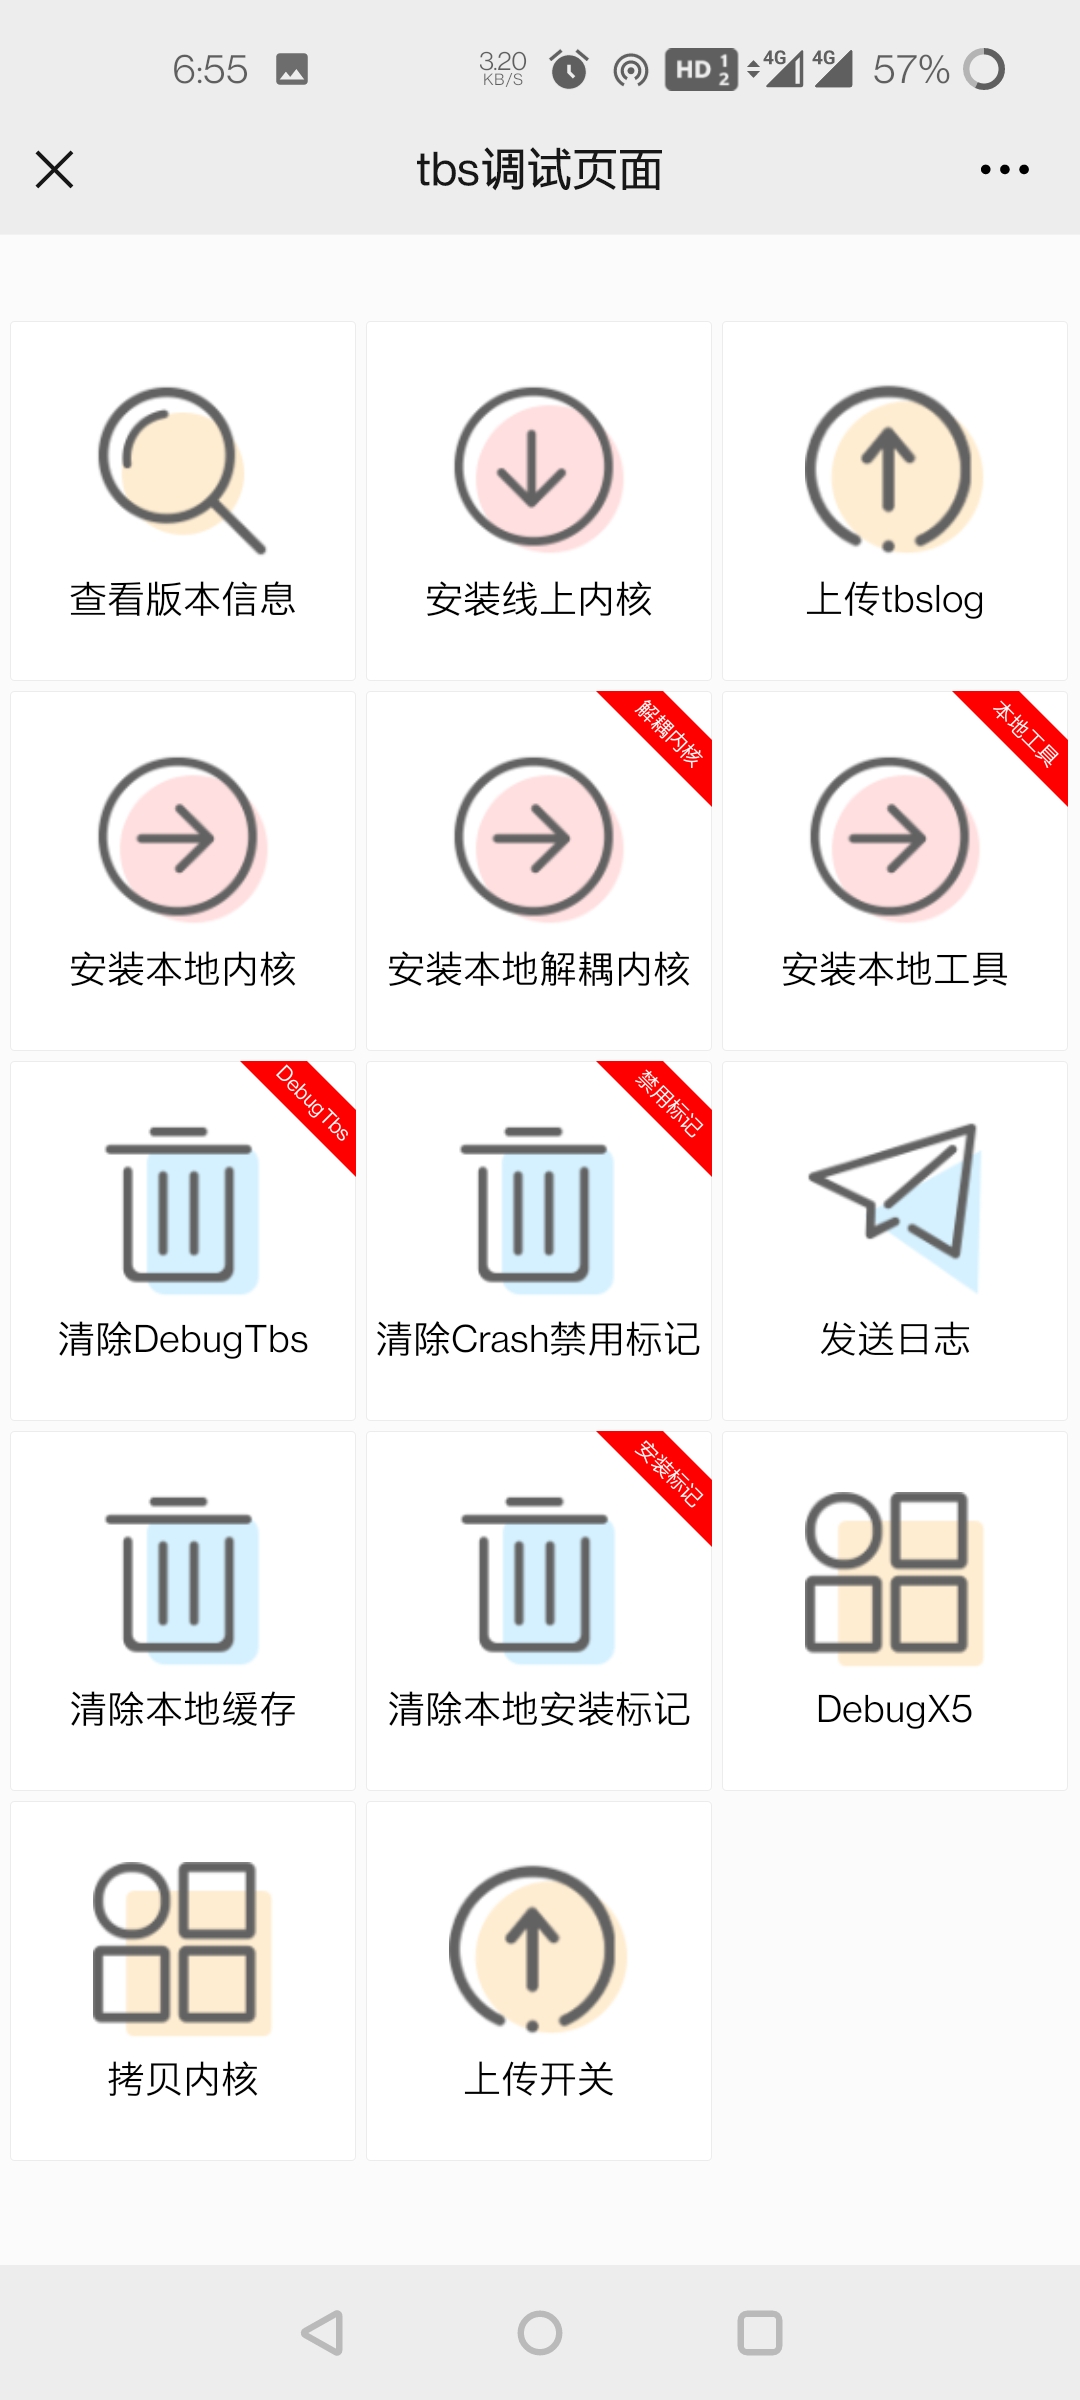 6:55
3.20
KB/S
HD 1 2
4G
4G
57%
tbs调试页面
查看版本信息
安装线上内核
上传tbslog
解耦内核
本地工具
安装本地内核
安装本地解耦内核
安装本地工具
DebugTbs
禁用标记
清除DebugTbs
清除Crash禁用标记
发送日志
安装标记
清除本地缓存
清除本地安装标记
DebugX5
拷贝内核
上传开关